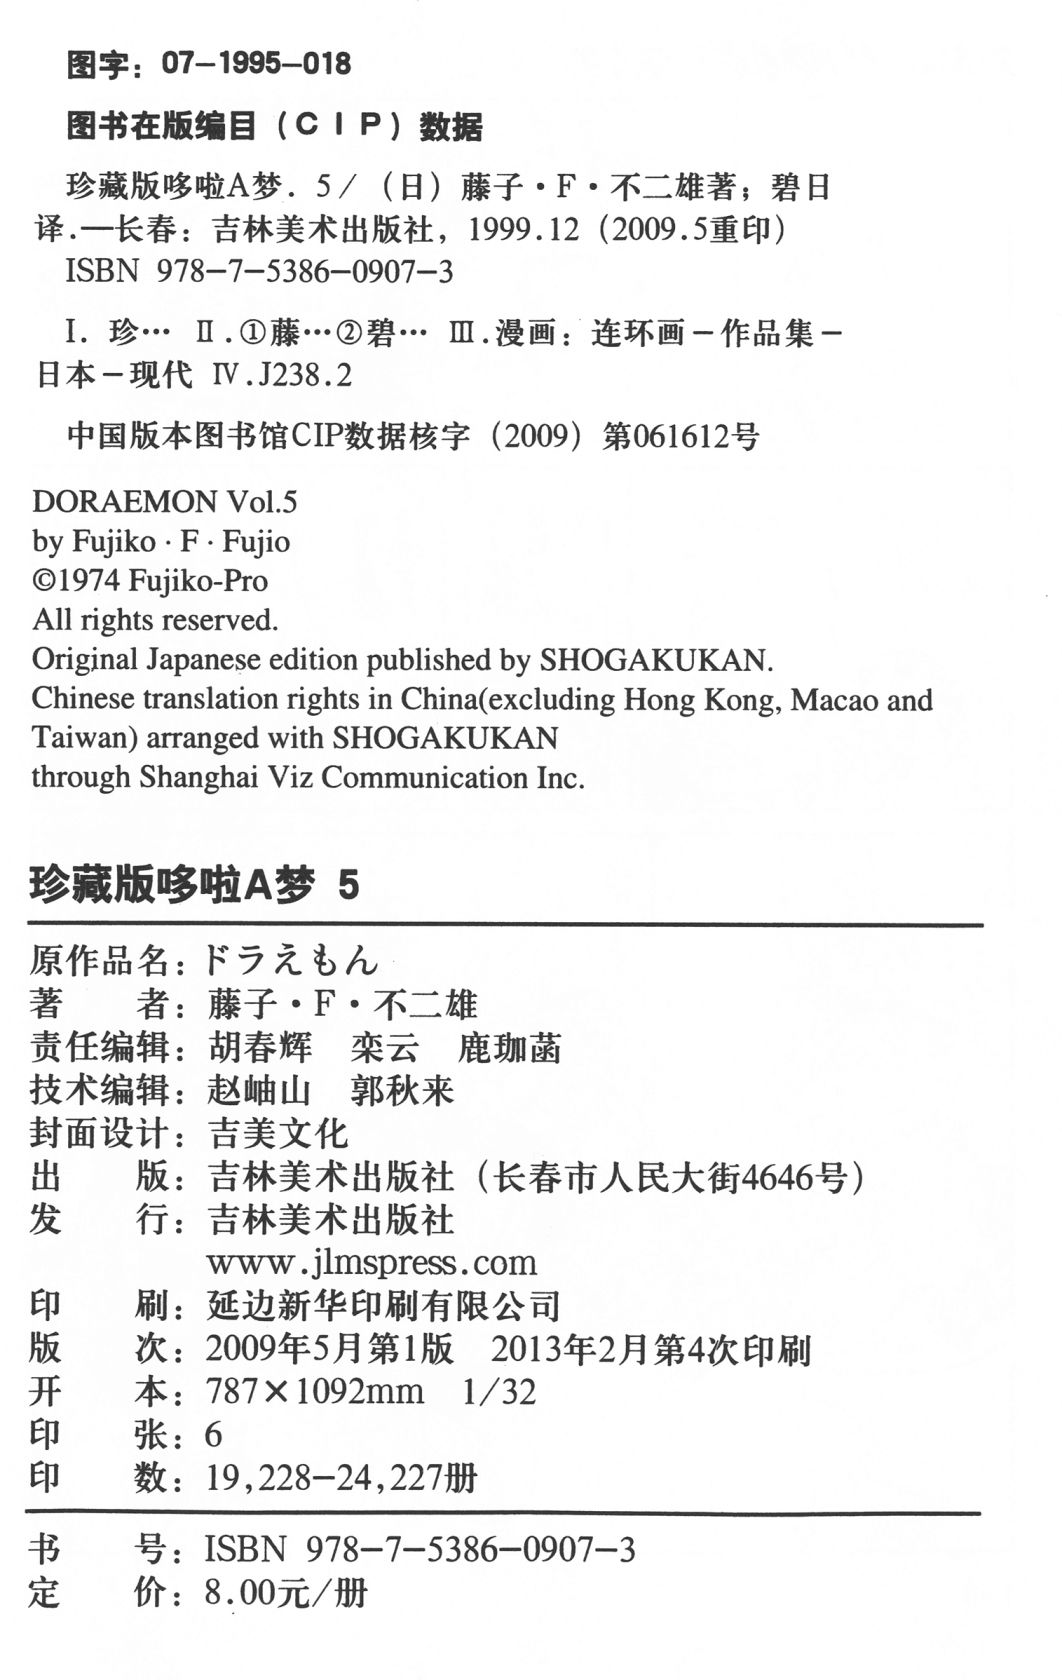 图字：07-1995-018
图书在版编目（CIP）数据
珍藏版哆啦A梦．5／（日）藤子·F·不二雄著；碧日
译.—长春：吉林美术出版社，1999.12（2009.5重印）
ISBN 978-7-5386-0907-3
Ⅰ．珍… Ⅱ.①藤…②碧… Ⅲ.漫画：连环画-作品集-
日本-现代 Ⅳ.J238.2
中国版本图书馆CIP数据核字（2009）第061612号
DORAEMON Vol.5
by Fujiko · F · Fujio
©1974 Fujiko-Pro
All rights reserved.
Original Japanese edition published by SHOGAKUKAN.
Chinese translation rights in China(excluding Hong Kong, Macao and
Taiwan) arranged with SHOGAKUKAN
through Shanghai Viz Communication Inc.
珍藏版哆啦A梦 5
原作品名：ドラえもん
著　　者：藤子·F·不二雄
责任编辑：胡春辉　栾云　鹿珈菡
技术编辑：赵岫山　郭秋来
封面设计：吉美文化
出　　版：吉林美术出版社（长春市人民大街4646号）
发　　行：吉林美术出版社
www.jlmspress.com
印　　刷：延边新华印刷有限公司
版　　次：2009年5月第1版　2013年2月第4次印刷
开　　本：787×1092mm　1/32
印　　张：6
印　　数：19,228-24,227册
书　　号：ISBN 978-7-5386-0907-3
定　　价：8.00元/册